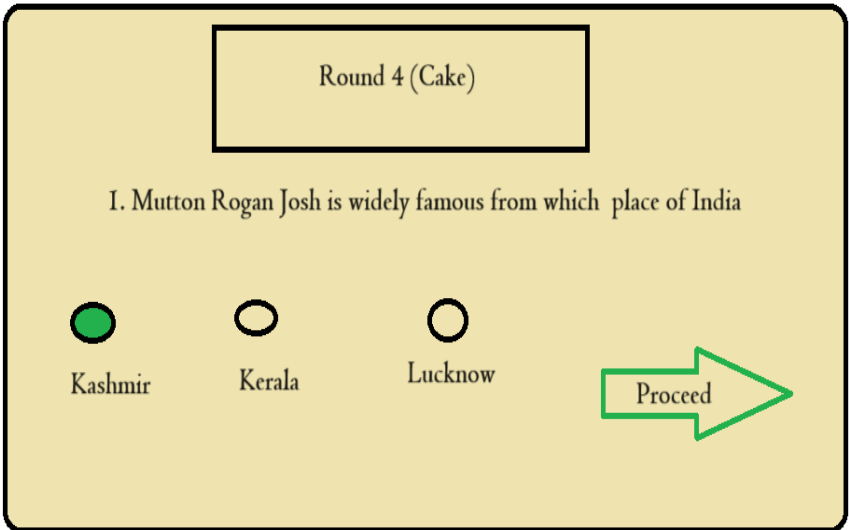 Round 4 (Cake)
1. Mutton Rogan Josh is widely famous from which place of India
Kashmir Kerala Lucknow
Proceed